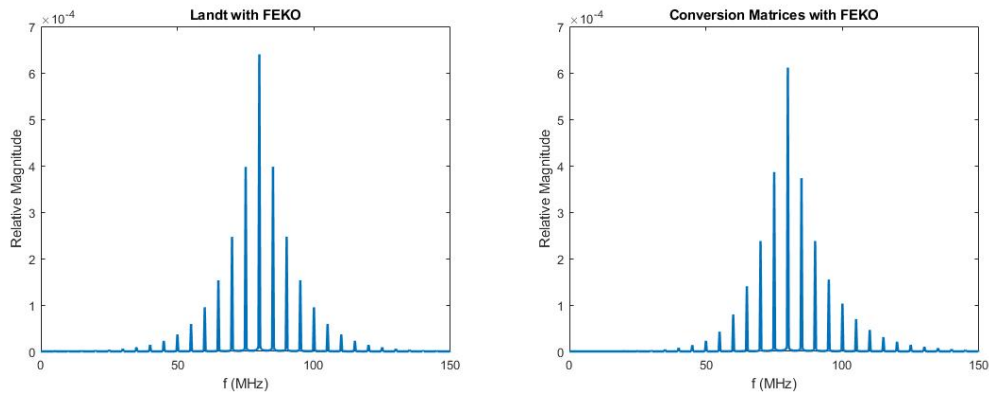 Landt with FEKO
×10-4
7
6
5
4
3
2
1
0
Relative Magnitude
0 50 100 150
f (MHz)
Conversion Matrices with FEKO
×10-4
7
6
5
4
3
2
1
0
Relative Magnitude
0 50 100 150
f (MHz)